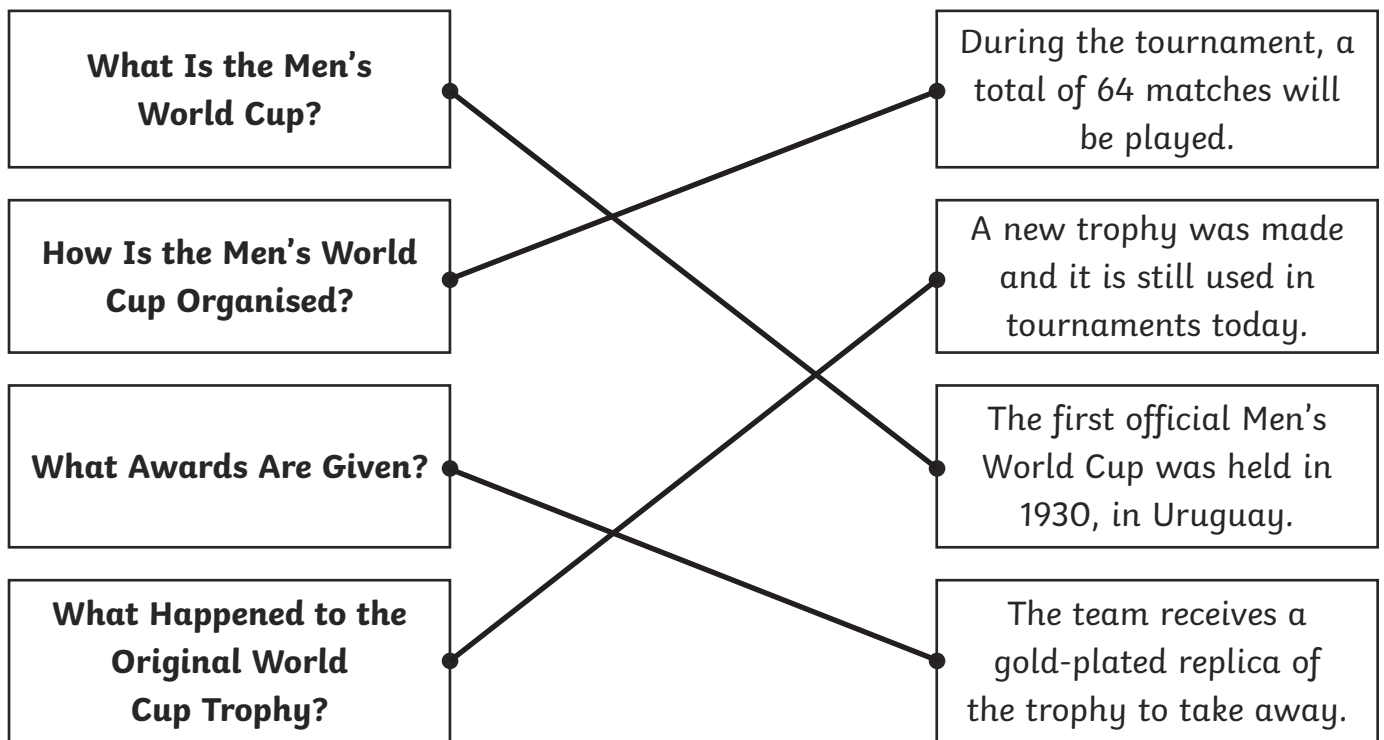 What Is the Men's
World Cup?
How Is the Men's World
Cup Organised?
What Awards Are Given?
What Happened to the
Original World
Cup Trophy?
During the tournament, a
total of 64 matches will
be played.
A new trophy was made
and it is still used in
tournaments today.
The first official Men's
World Cup was held in
1930, in Uruguay.
The team receives a
gold-plated replica of
the trophy to take away.